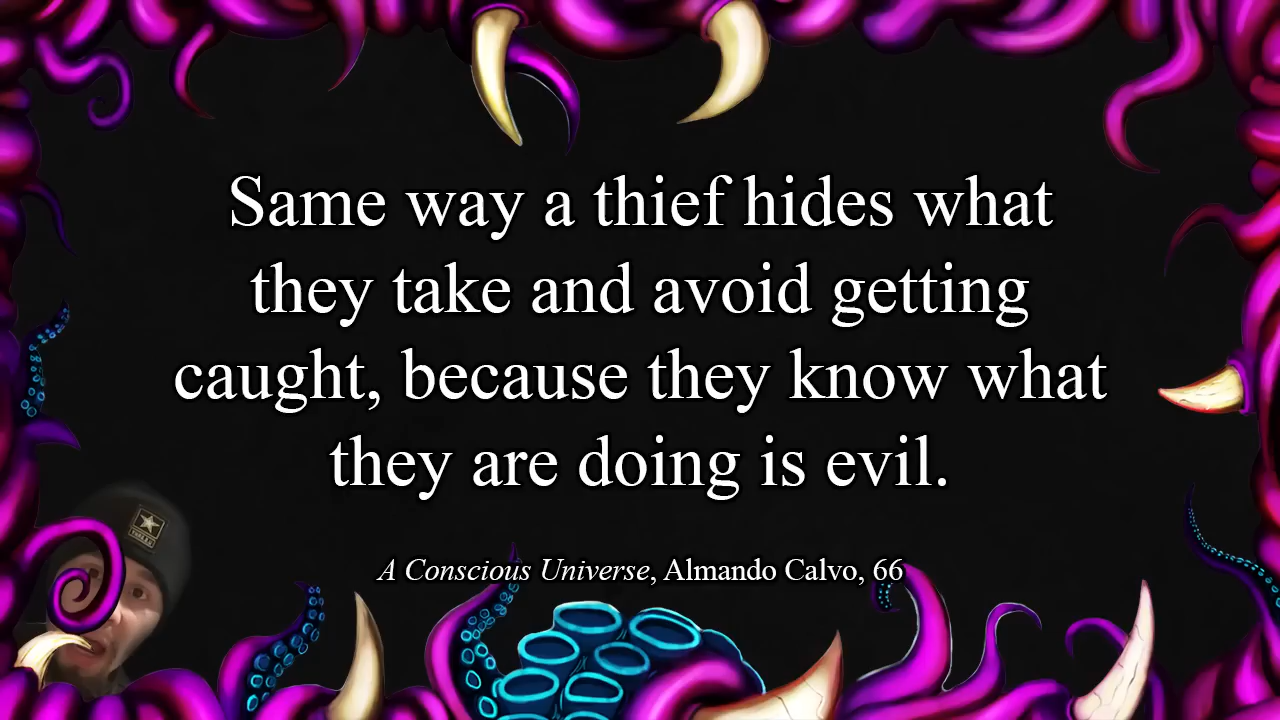 Same way a thief hides what
they take and avoid getting
caught, because they know what
they are doing is evil.
A Conscious Universe, Almando Calvo, 66